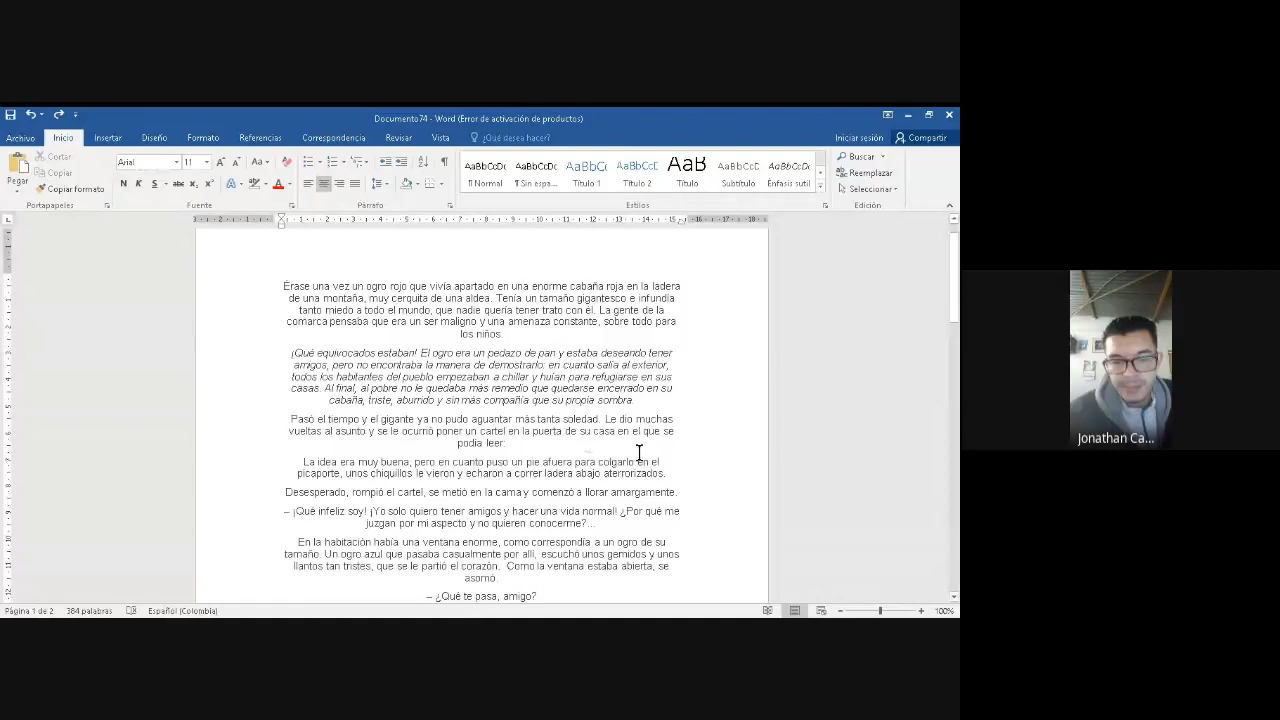 Documento74 - Word (Error de activación de productos)
Archivo Inicio Insertar Diseño Formato Referencias Correspondencia Revisar Vista ¿Qué desea hacer? Iniciar sesión Compartir
Pegar
Cortar
Copiar
Copiar formato
Portapapeles
Arial 11
N K S abc x₂ x²
Fuente
Párrafo
AaBbCcDc AaBbCcDc AaBbCc AaBbCcD AaB AaBbCcD AaBbCcDc
¶ Normal ¶ Sin espa... Título 1 Título 2 Título Subtítulo Énfasis sutil
Estilos
Buscar
Reemplazar
Seleccionar
Edición
Érase una vez un ogro rojo que vivía apartado en una enorme cabaña roja en la ladera
de una montaña, muy cerquita de una aldea. Tenía un tamaño gigantesco e infundía
tanto miedo a todo el mundo, que nadie quería tener trato con él. La gente de la
comarca pensaba que era un ser maligno y una amenaza constante, sobre todo para
los niños.
¡Qué equivocados estaban! El ogro era un pedazo de pan y estaba deseando tener
amigos, pero no encontraba la manera de demostrarlo: en cuanto salía al exterior,
todos los habitantes del pueblo empezaban a chillar y huían para refugiarse en sus
casas. Al final, al pobre no le quedaba más remedio que quedarse encerrado en su
cabaña, triste, aburrido y sin más compañía que su propia sombra.
Pasó el tiempo y el gigante ya no pudo aguantar más tanta soledad. Le dio muchas
vueltas al asunto y se le ocurrió poner un cartel en la puerta de su casa en el que se
podía leer:
La idea era muy buena, pero en cuanto puso un pie afuera para colgarlo en el
picaporte, unos chiquillos le vieron y echaron a correr ladera abajo aterrorizados.
Desesperado, rompió el cartel, se metió en la cama y comenzó a llorar amargamente.
– ¡Qué infeliz soy! ¡Yo solo quiero tener amigos y hacer una vida normal! ¿Por qué me
juzgan por mi aspecto y no quieren conocerme?...
En la habitación había una ventana enorme, como correspondía a un ogro de su
tamaño. Un ogro azul que pasaba casualmente por allí, escuchó unos gemidos y unos
llantos tan tristes, que se le partió el corazón. Como la ventana estaba abierta, se
asomó.
– ¿Qué te pasa, amigo?
Página 1 de 2 384 palabras Español (Colombia) 100%
Jonathan Ca...